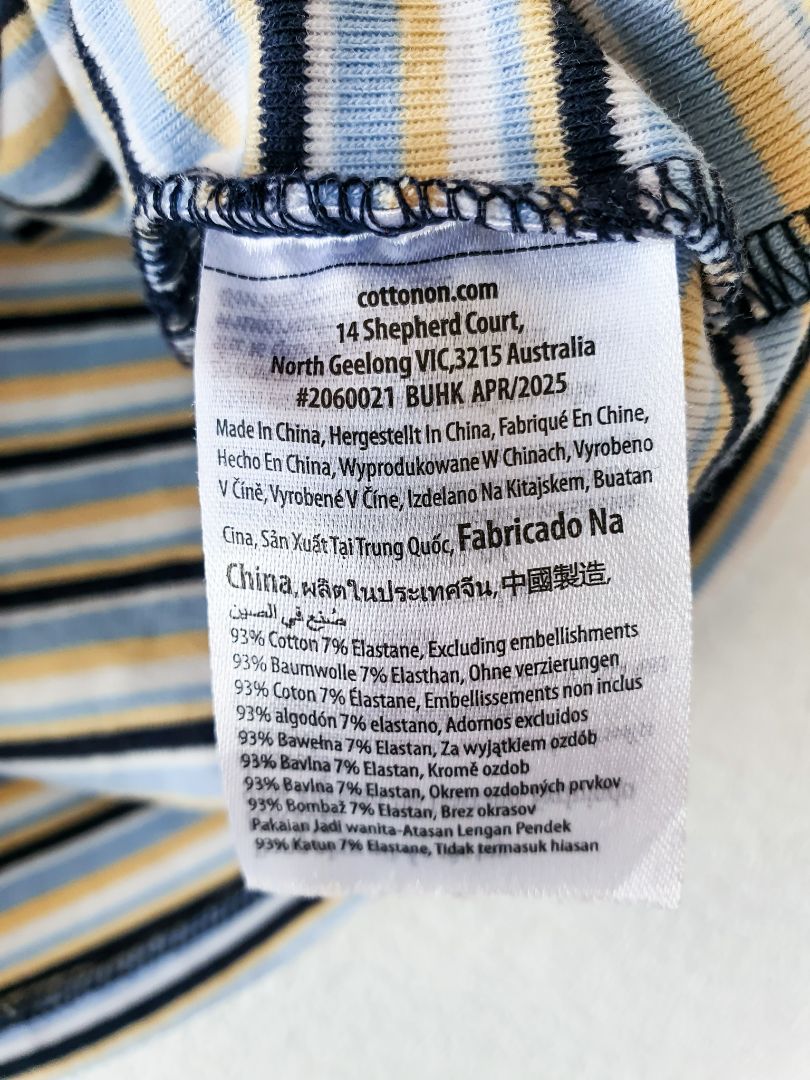 cottonon.com
14 Shepherd Court,
North Geelong VIC,3215 Australia
#2060021 BUHK APR/2025
Made In China, Hergestellt In China, Fabriqué En Chine,
Hecho En China, Wyprodukowane W Chinach, Vyrobeno
V Číně, Vyrobené V Číne, Izdelano Na Kitajskem, Buatan
Cina, Sản Xuất Tại Trung Quốc, Fabricado Na
China, ผลิตในประเทศจีน, 中國製造,
صُنِع في الصين
93% Cotton 7% Elastane, Excluding embellishments
93% Baumwolle 7% Elasthan, Ohne verzierungen
93% Coton 7% Élastane, Embellissements non inclus
93% algodón 7% elastano, Adornos excluidos
93% Bawełna 7% Elastan, Za wyjątkiem ozdób
93% Bavlna 7% Elastan, Kromě ozdob
93% Bavlna 7% Elastan, Okrem ozdobných prvkov
93% Bombaž 7% Elastan, Brez okrasov
Pakaian Jadi wanita-Atasan Lengan Pendek
93% Katun 7% Elastane, Tidak termasuk hiasan